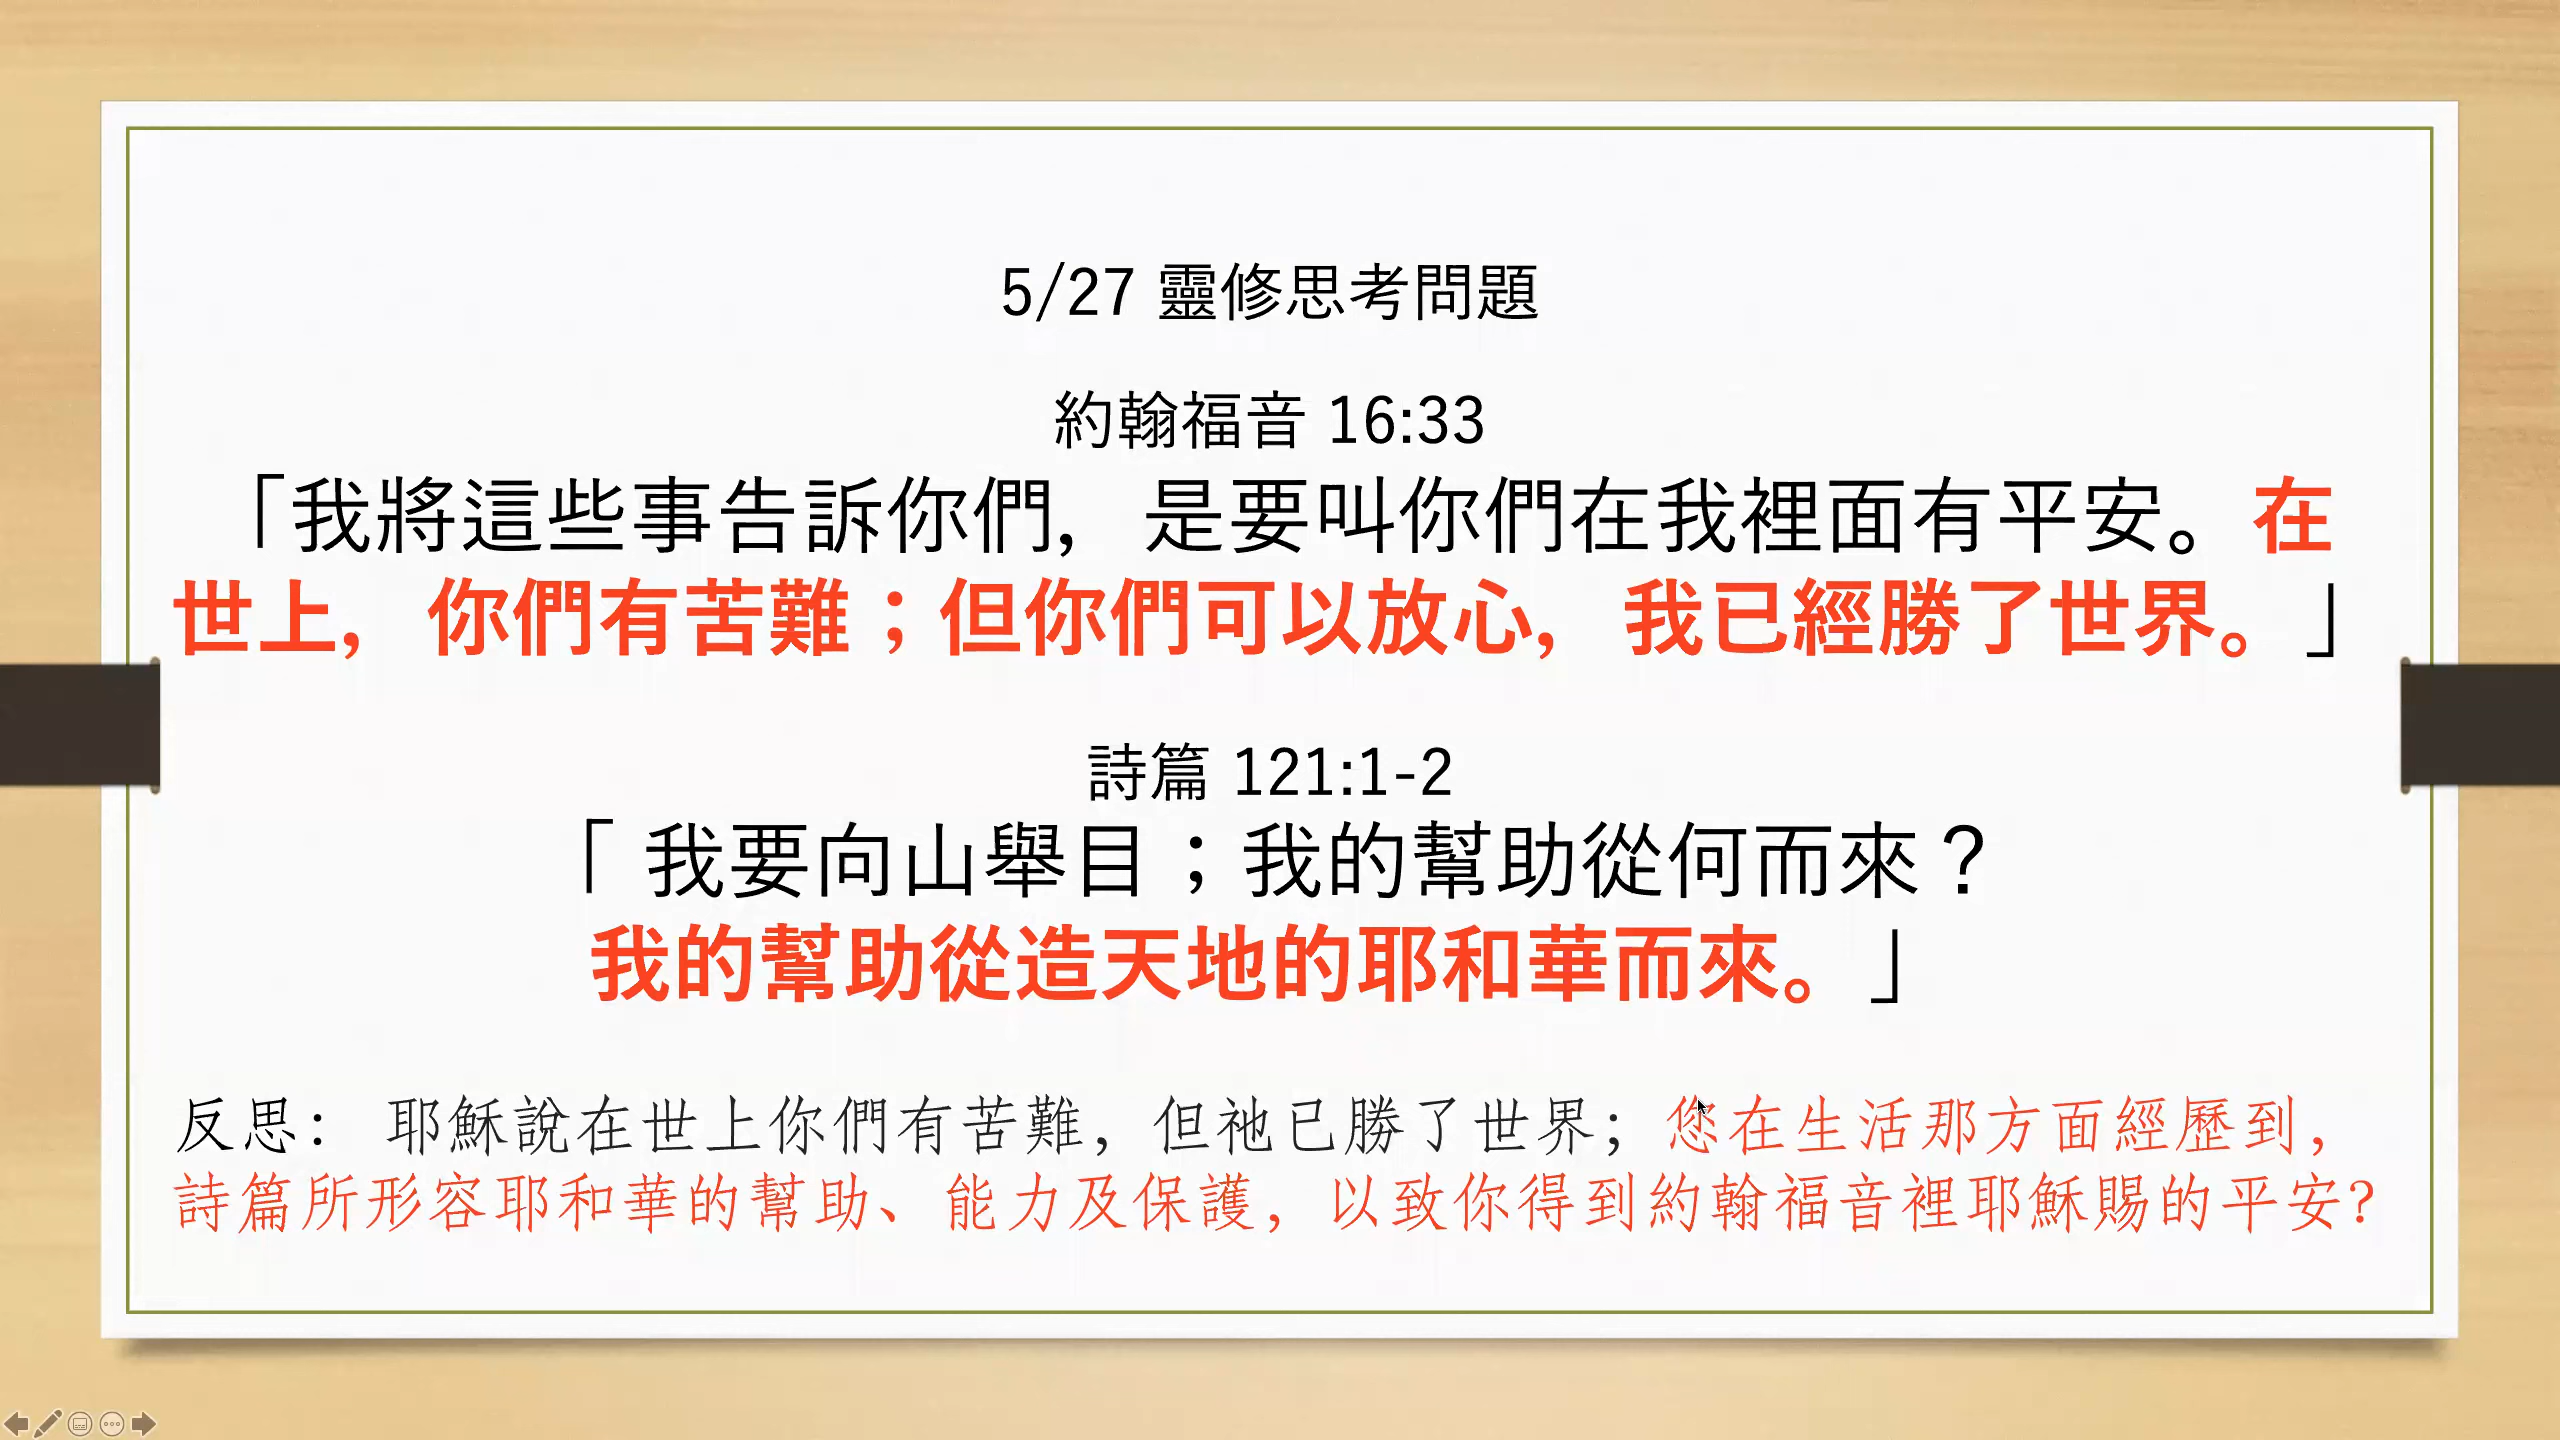 5/27 靈修思考問題
約翰福音 16:33
「我將這些事告訴你們，是要叫你們在我裡面有平安。在
世上，你們有苦難；但你們可以放心，我已經勝了世界。」
詩篇 121:1-2
「 我要向山舉目；我的幫助從何而來？
我的幫助從造天地的耶和華而來。」
反思： 耶穌說在世上你們有苦難，但祂已勝了世界；您在生活那方面經歷到，
詩篇所形容耶和華的幫助、能力及保護，以致你得到約翰福音裡耶穌賜的平安？